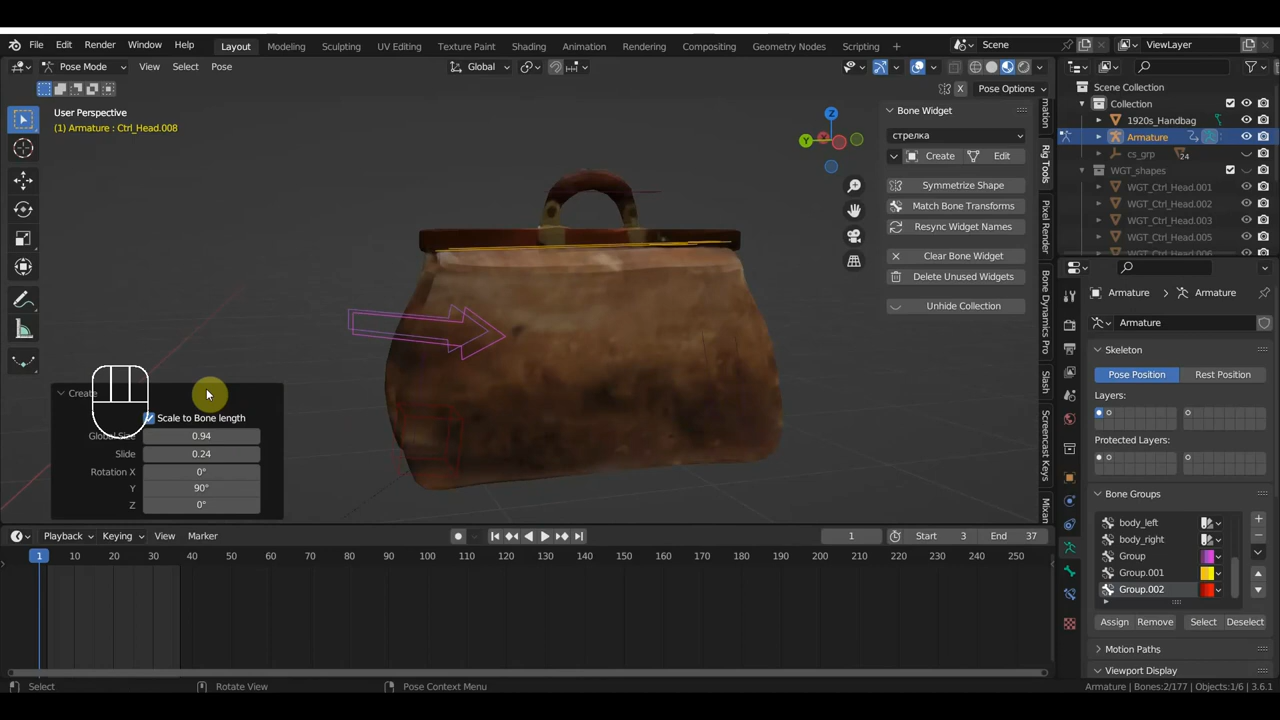 File Edit Render Window Help Layout Modeling Sculpting UV Editing Texture Paint Shading Animation Rendering Compositing Geometry Nodes Scripting + Scene ViewLayer
Pose Mode View Select Pose Global
X Pose Options
User Perspective
(1) Armature : Ctrl_Head.008
Z
Y
Bone Widget
стрелка
Create Edit
Symmetrize Shape
Match Bone Transforms
Resync Widget Names
Clear Bone Widget
Delete Unused Widgets
Unhide Collection
mation
Rig Tools
Pixel Render
Bone Dynamics Pro
Slash
Screencast Keys
Mixan
Scene Collection
Collection
1920s_Handbag
Armature
cs_grp 24
WGT_shapes
WGT_Ctrl_Head.001
WGT_Ctrl_Head.002
WGT_Ctrl_Head.003
WGT_Ctrl_Head.005
WGT_Ctrl_Head.006
Armature Armature
Armature
Skeleton
Pose Position Rest Position
Layers:
Protected Layers:
Bone Groups
body_left
body_right
Group
Group.001
Group.002
Assign Remove Select Deselect
Motion Paths
Viewport Display
Create
Scale to Bone length
Global Size 0.94
Slide 0.24
Rotation X 0°
Y 90°
Z 0°
Playback Keying View Marker 1 Start 3 End 37
1 10 20 30 40 50 60 70 80 90 100 110 120 130 140 150 160 170 180 190 200 210 220 230 240 250
Select Rotate View Pose Context Menu Armature | Bones:2/177 | Objects:1/6 | 3.6.1